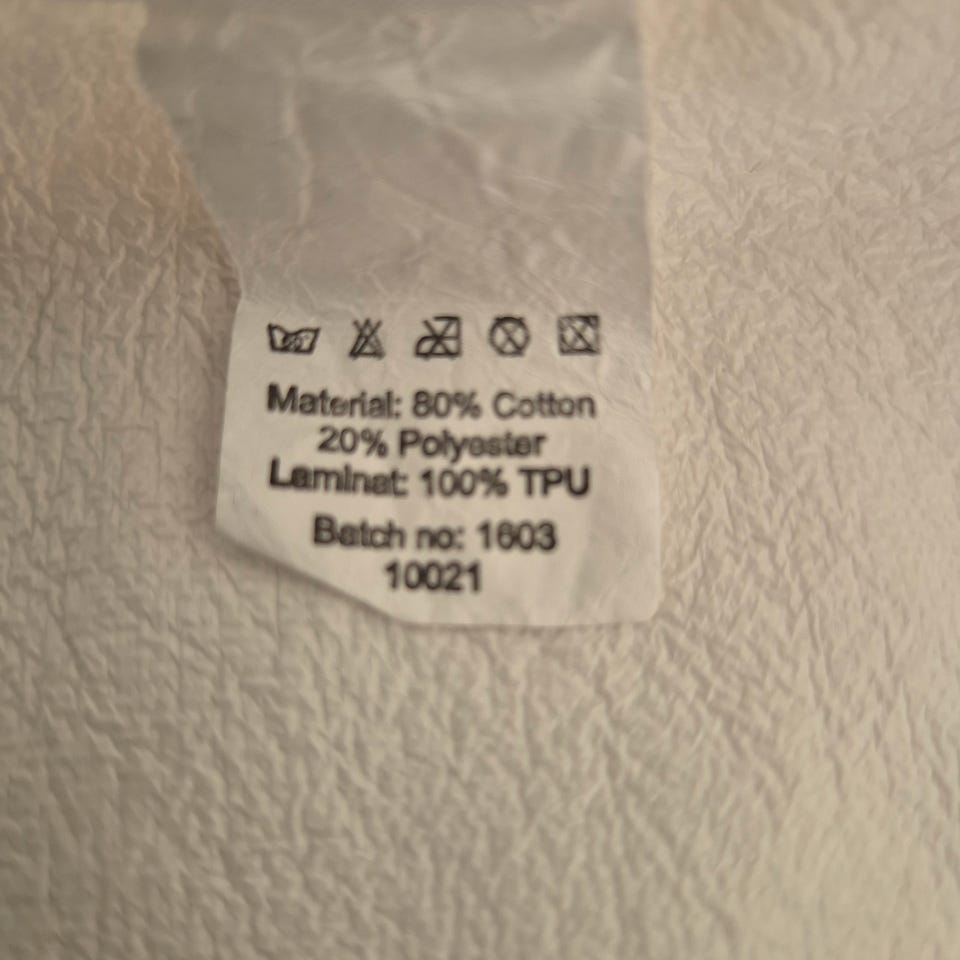 Material: 80% Cotton
20% Polyester
Laminat: 100% TPU
Batch no: 1603
10021